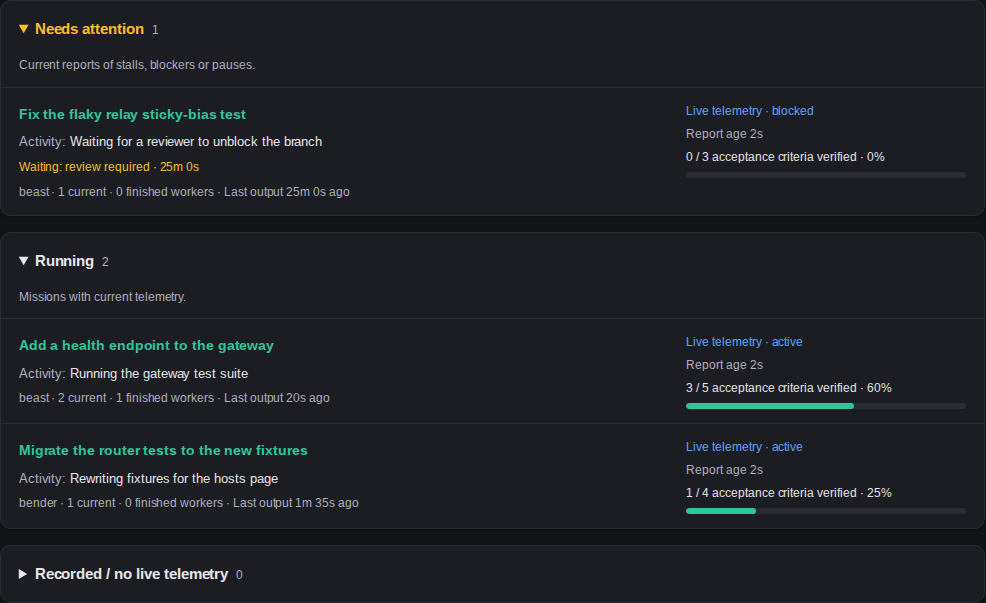 Needs attention 1
Current reports of stalls, blockers or pauses.
Fix the flaky relay sticky-bias test
Activity: Waiting for a reviewer to unblock the branch
Waiting: review required · 25m 0s
beast · 1 current · 0 finished workers · Last output 25m 0s ago
Live telemetry · blocked
Report age 2s
0 / 3 acceptance criteria verified · 0%
Running 2
Missions with current telemetry.
Add a health endpoint to the gateway
Activity: Running the gateway test suite
beast · 2 current · 1 finished workers · Last output 20s ago
Live telemetry · active
Report age 2s
3 / 5 acceptance criteria verified · 60%
Migrate the router tests to the new fixtures
Activity: Rewriting fixtures for the hosts page
bender · 1 current · 0 finished workers · Last output 1m 35s ago
Live telemetry · active
Report age 2s
1 / 4 acceptance criteria verified · 25%
Recorded / no live telemetry 0